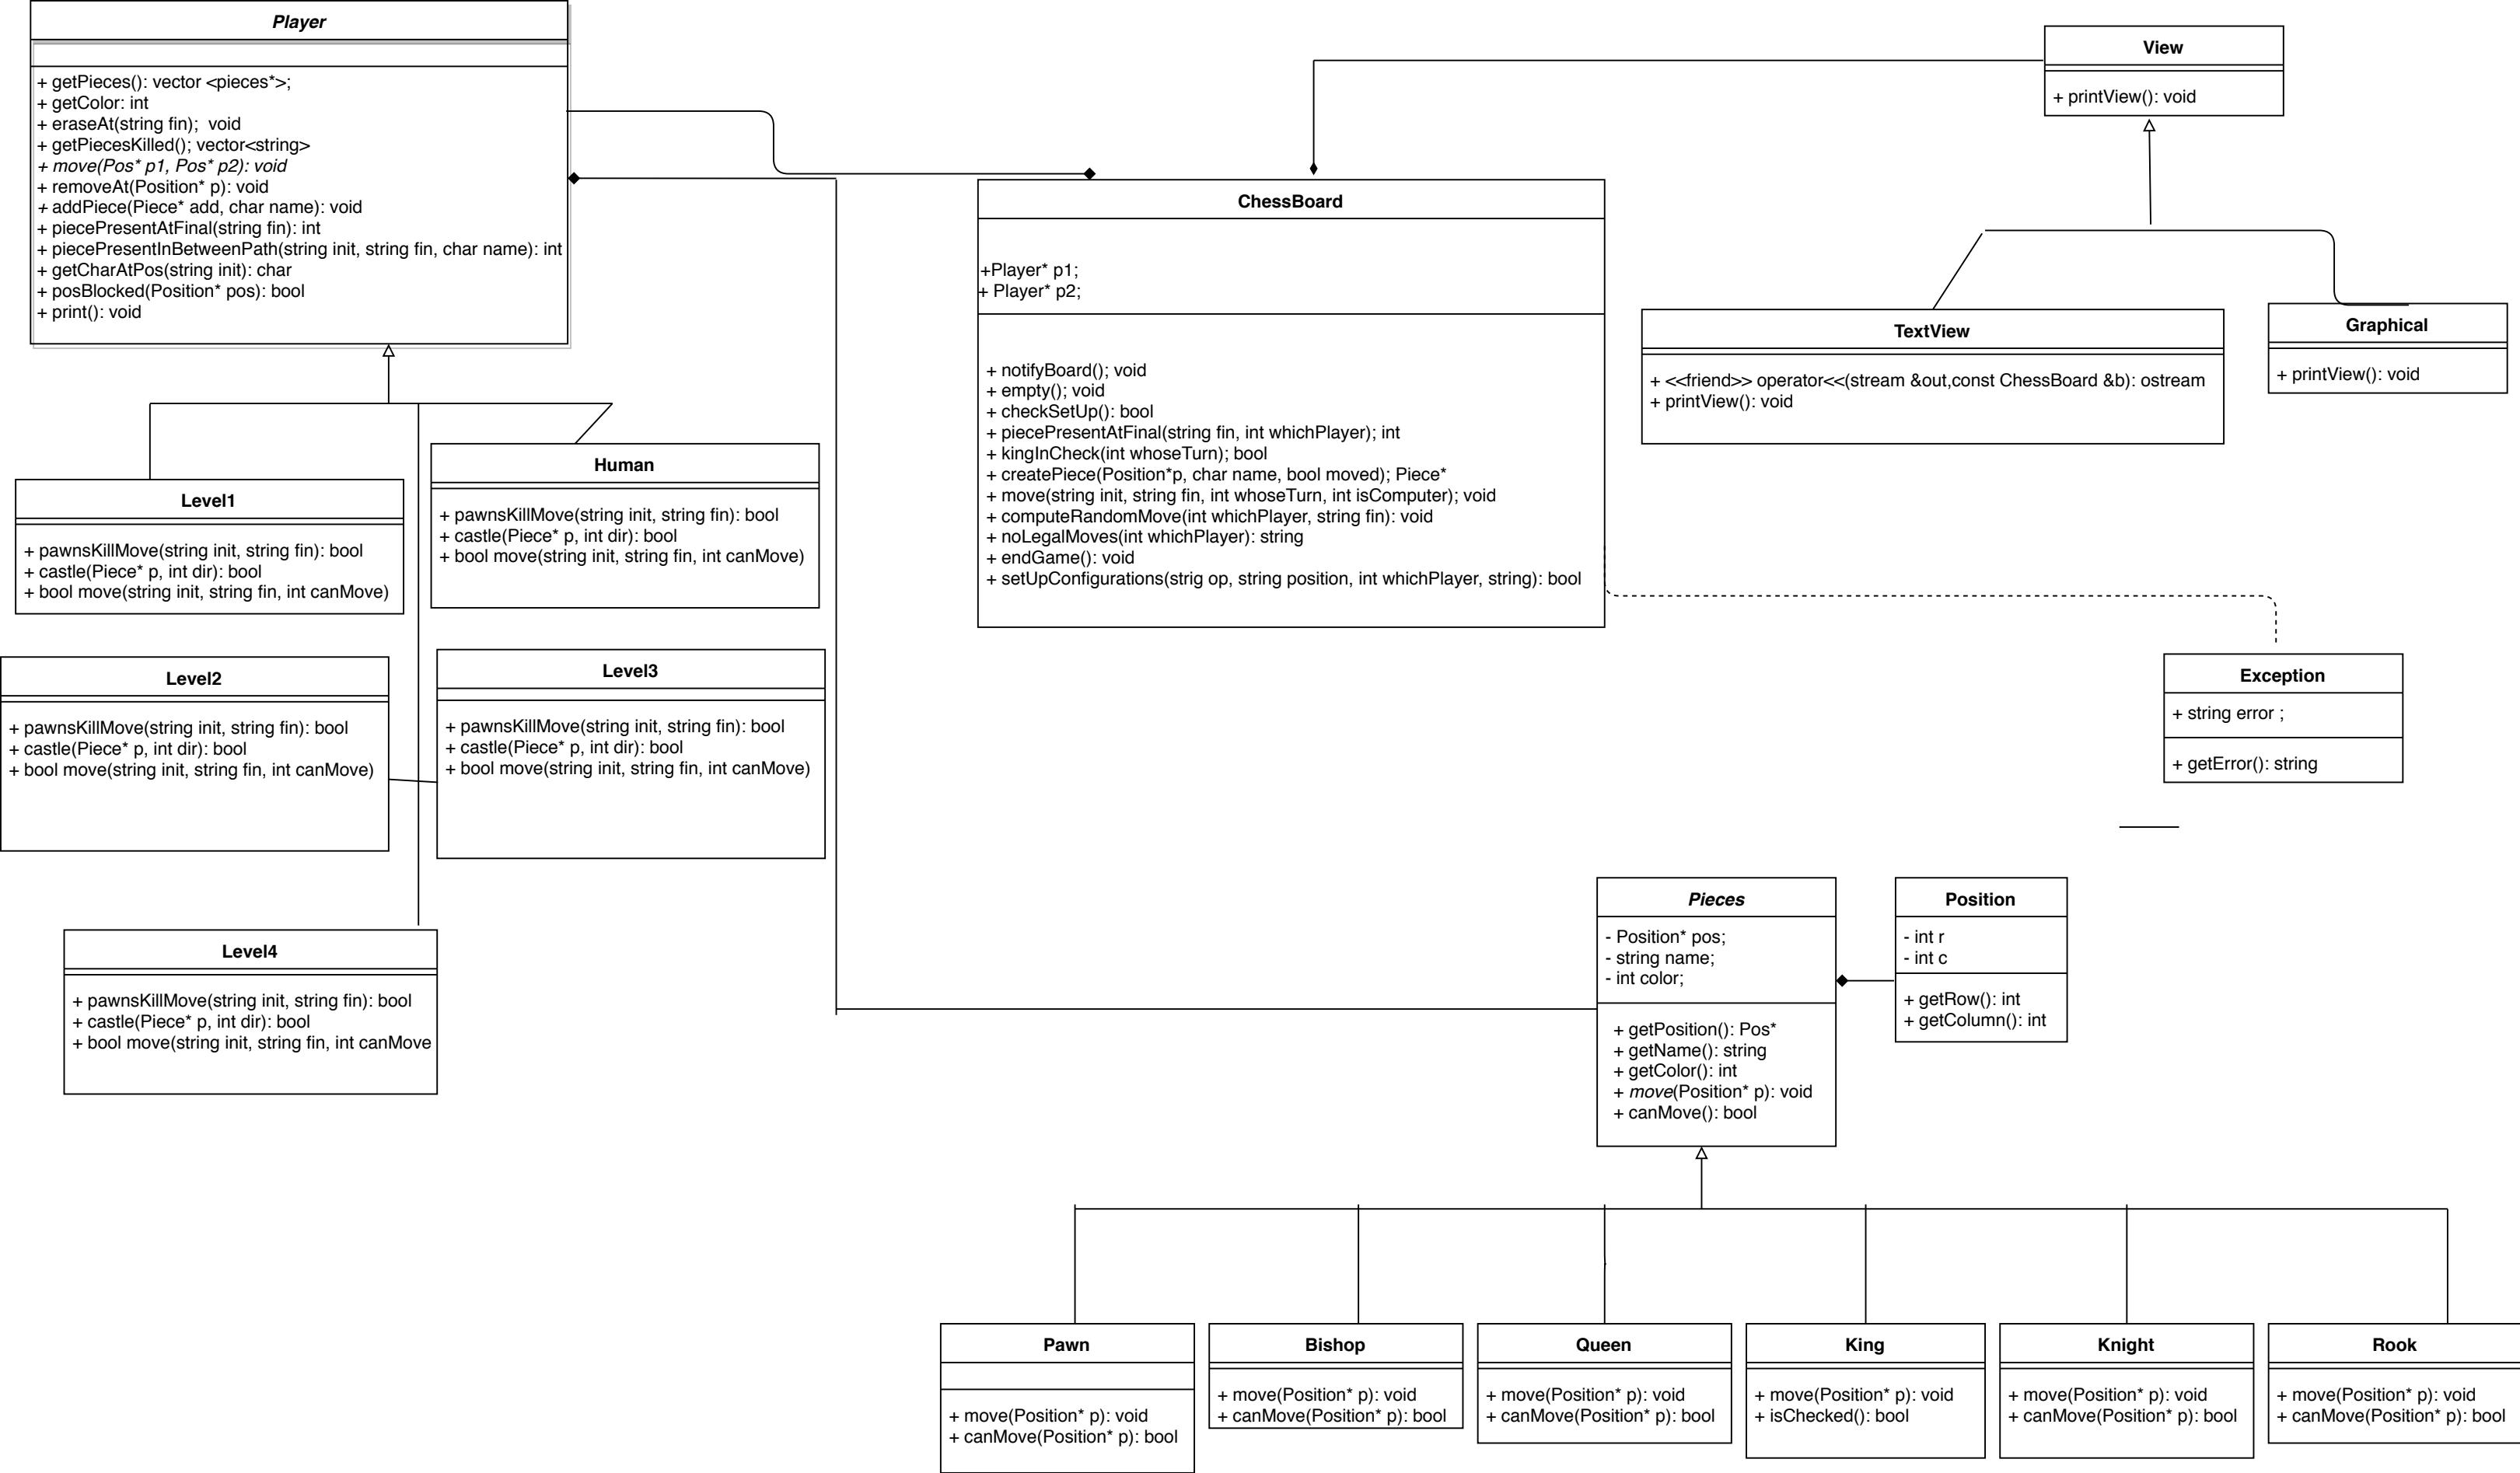 Player
+ getPieces(): vector <pieces*>;
+ getColor: int
+ eraseAt(string fin);  void
+ getPiecesKilled(); vector<string>
+ move(Pos* p1, Pos* p2): void
+ removeAt(Position* p): void
+ addPiece(Piece* add, char name): void
+ piecePresentAtFinal(string fin): int
+ piecePresentInBetweenPath(string init, string fin, char name): int
+ getCharAtPos(string init): char
+ posBlocked(Position* pos): bool
+ print(): void
View
+ printView(): void
ChessBoard
+Player* p1;
+ Player* p2;
+ notifyBoard(); void
+ empty(); void
+ checkSetUp(): bool
+ piecePresentAtFinal(string fin, int whichPlayer); int
+ kingInCheck(int whoseTurn); bool
+ createPiece(Position*p, char name, bool moved); Piece*
+ move(string init, string fin, int whoseTurn, int isComputer); void
+ computeRandomMove(int whichPlayer, string fin): void
+ noLegalMoves(int whichPlayer): string
+ endGame(): void
+ setUpConfigurations(strig op, string position, int whichPlayer, string): bool
TextView
+ <<friend>> operator<<(stream &out,const ChessBoard &b): ostream
+ printView(): void
Graphical
+ printView(): void
Level1
+ pawnsKillMove(string init, string fin): bool
+ castle(Piece* p, int dir): bool
+ bool move(string init, string fin, int canMove)
Human
+ pawnsKillMove(string init, string fin): bool
+ castle(Piece* p, int dir): bool
+ bool move(string init, string fin, int canMove)
Level2
+ pawnsKillMove(string init, string fin): bool
+ castle(Piece* p, int dir): bool
+ bool move(string init, string fin, int canMove)
Level3
+ pawnsKillMove(string init, string fin): bool
+ castle(Piece* p, int dir): bool
+ bool move(string init, string fin, int canMove)
Exception
+ string error ;
+ getError(): string
Level4
+ pawnsKillMove(string init, string fin): bool
+ castle(Piece* p, int dir): bool
+ bool move(string init, string fin, int canMove
Pieces
- Position* pos;
- string name;
- int color;
+ getPosition(): Pos*
+ getName(): string
+ getColor(): int
+ move(Position* p): void
+ canMove(): bool
Position
- int r
- int c
+ getRow(): int
+ getColumn(): int
Pawn
+ move(Position* p): void
+ canMove(Position* p): bool
Bishop
+ move(Position* p): void
+ canMove(Position* p): bool
Queen
+ move(Position* p): void
+ canMove(Position* p): bool
King
+ move(Position* p): void
+ isChecked(): bool
Knight
+ move(Position* p): void
+ canMove(Position* p): bool
Rook
+ move(Position* p): void
+ canMove(Position* p): bool